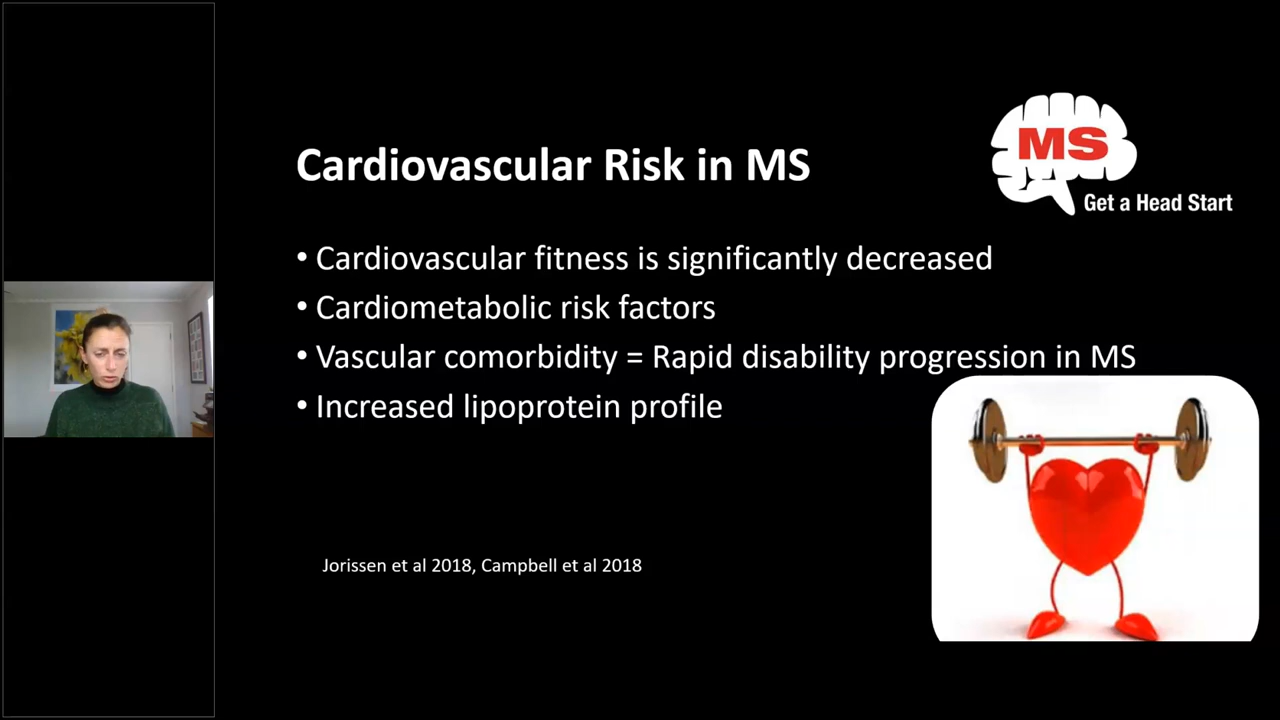 MS
Get a Head Start
Cardiovascular Risk in MS
• Cardiovascular fitness is significantly decreased
• Cardiometabolic risk factors
• Vascular comorbidity = Rapid disability progression in MS
• Increased lipoprotein profile
Jorissen et al 2018, Campbell et al 2018